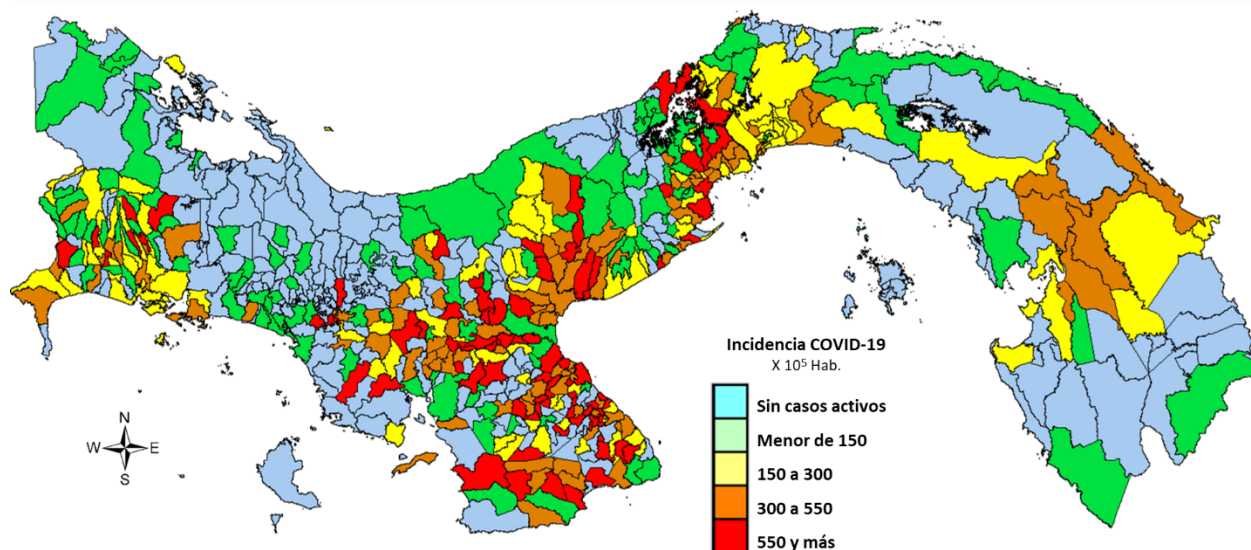 Incidencia COVID-19
X 10⁵ Hab.
Sin casos activos
Menor de 150
150 a 300
300 a 550
550 y más
N
W E
S